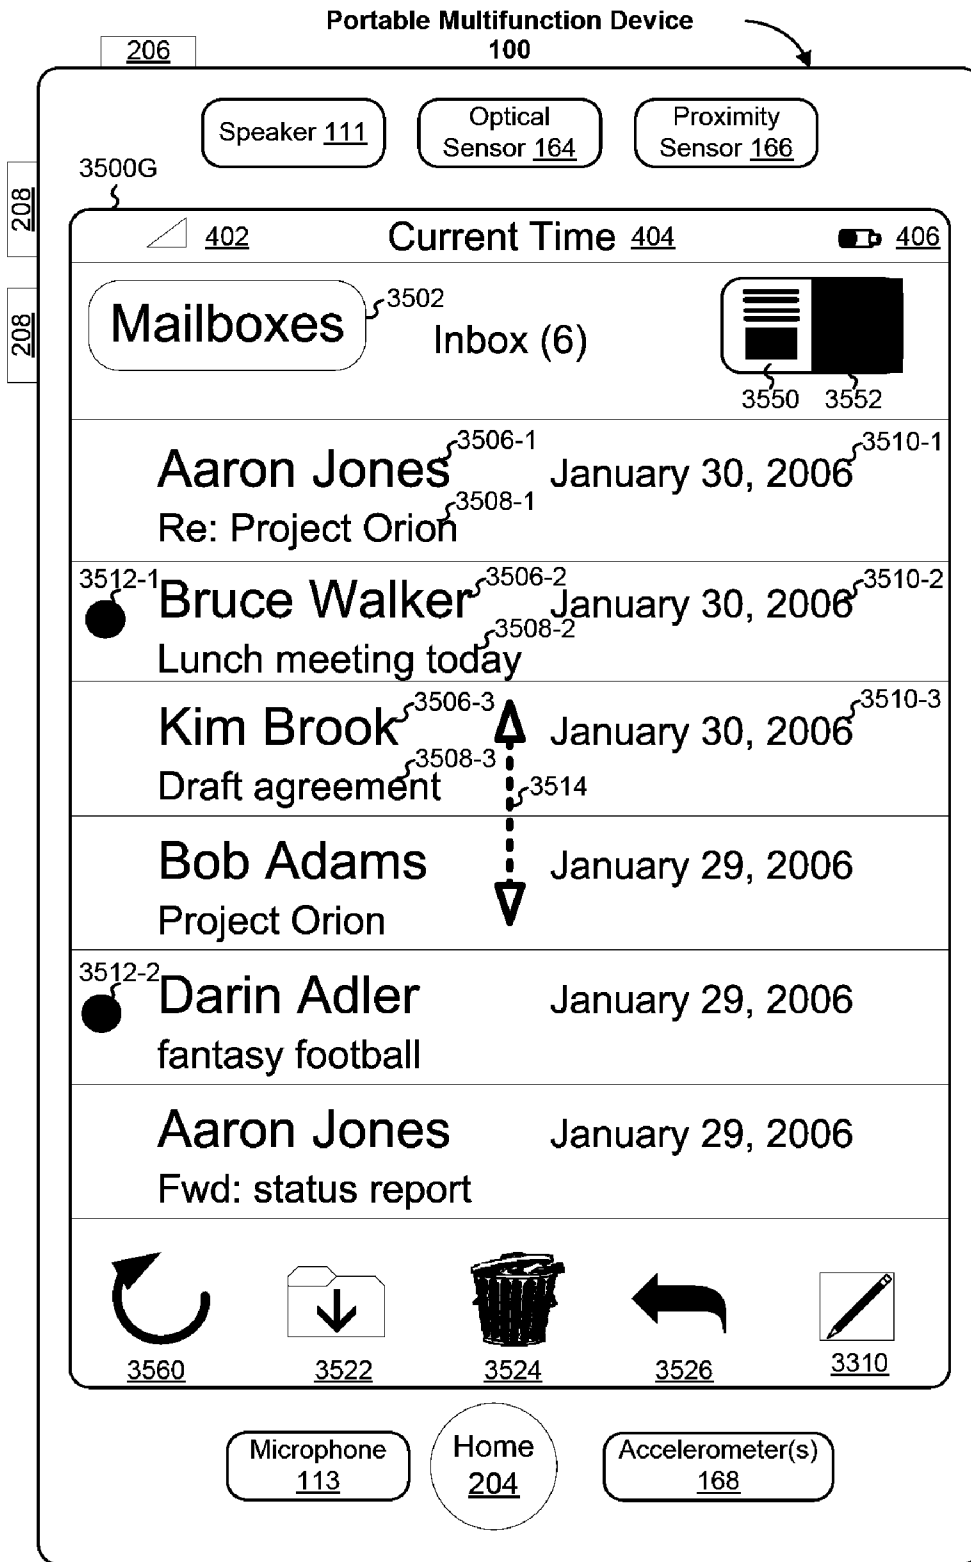 Portable Multifunction Device
100
206
Speaker 111
Optical
Sensor 164
Proximity
Sensor 166
3500G
208
208
402
Current Time 404
406
Mailboxes
3502
Inbox (6)
3550
3552
Aaron Jones
3506-1
January 30, 2006
3510-1
Re: Project Orion
3508-1
3512-1
Bruce Walker
3506-2
January 30, 2006
3510-2
Lunch meeting today
3508-2
Kim Brook
3506-3
January 30, 2006
3510-3
Draft agreement
3508-3
3514
Bob Adams
January 29, 2006
Project Orion
3512-2
Darin Adler
January 29, 2006
fantasy football
Aaron Jones
January 29, 2006
Fwd: status report
3560
3522
3524
3526
3310
Microphone
113
Home
204
Accelerometer(s)
168